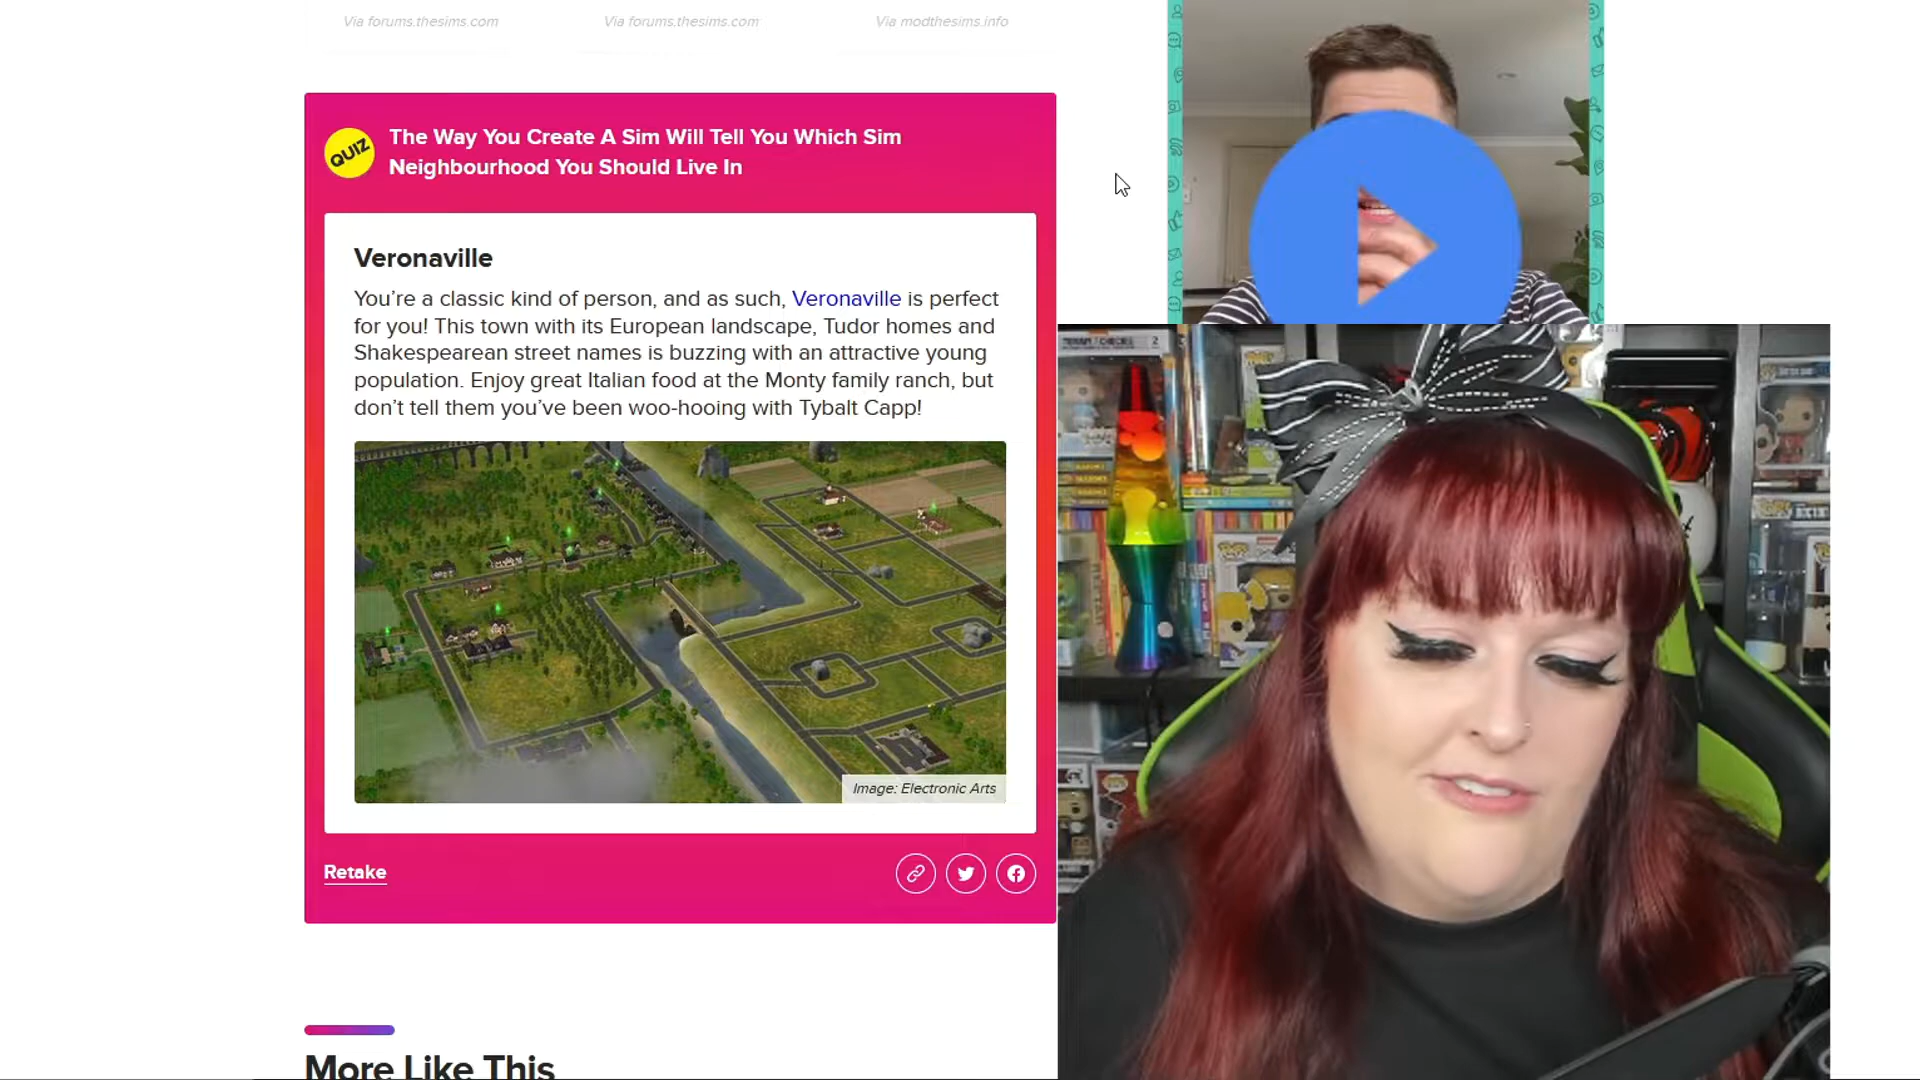 Via forums.thesims.com
Via forums.thesims.com
Via modthesims.info
QUIZ
The Way You Create A Sim Will Tell You Which Sim
Neighbourhood You Should Live In
Veronaville
You’re a classic kind of person, and as such, Veronaville is perfect
for you! This town with its European landscape, Tudor homes and
Shakespearean street names is buzzing with an attractive young
population. Enjoy great Italian food at the Monty family ranch, but
don’t tell them you’ve been woo-hooing with Tybalt Capp!
Image: Electronic Arts
Retake
More Like This